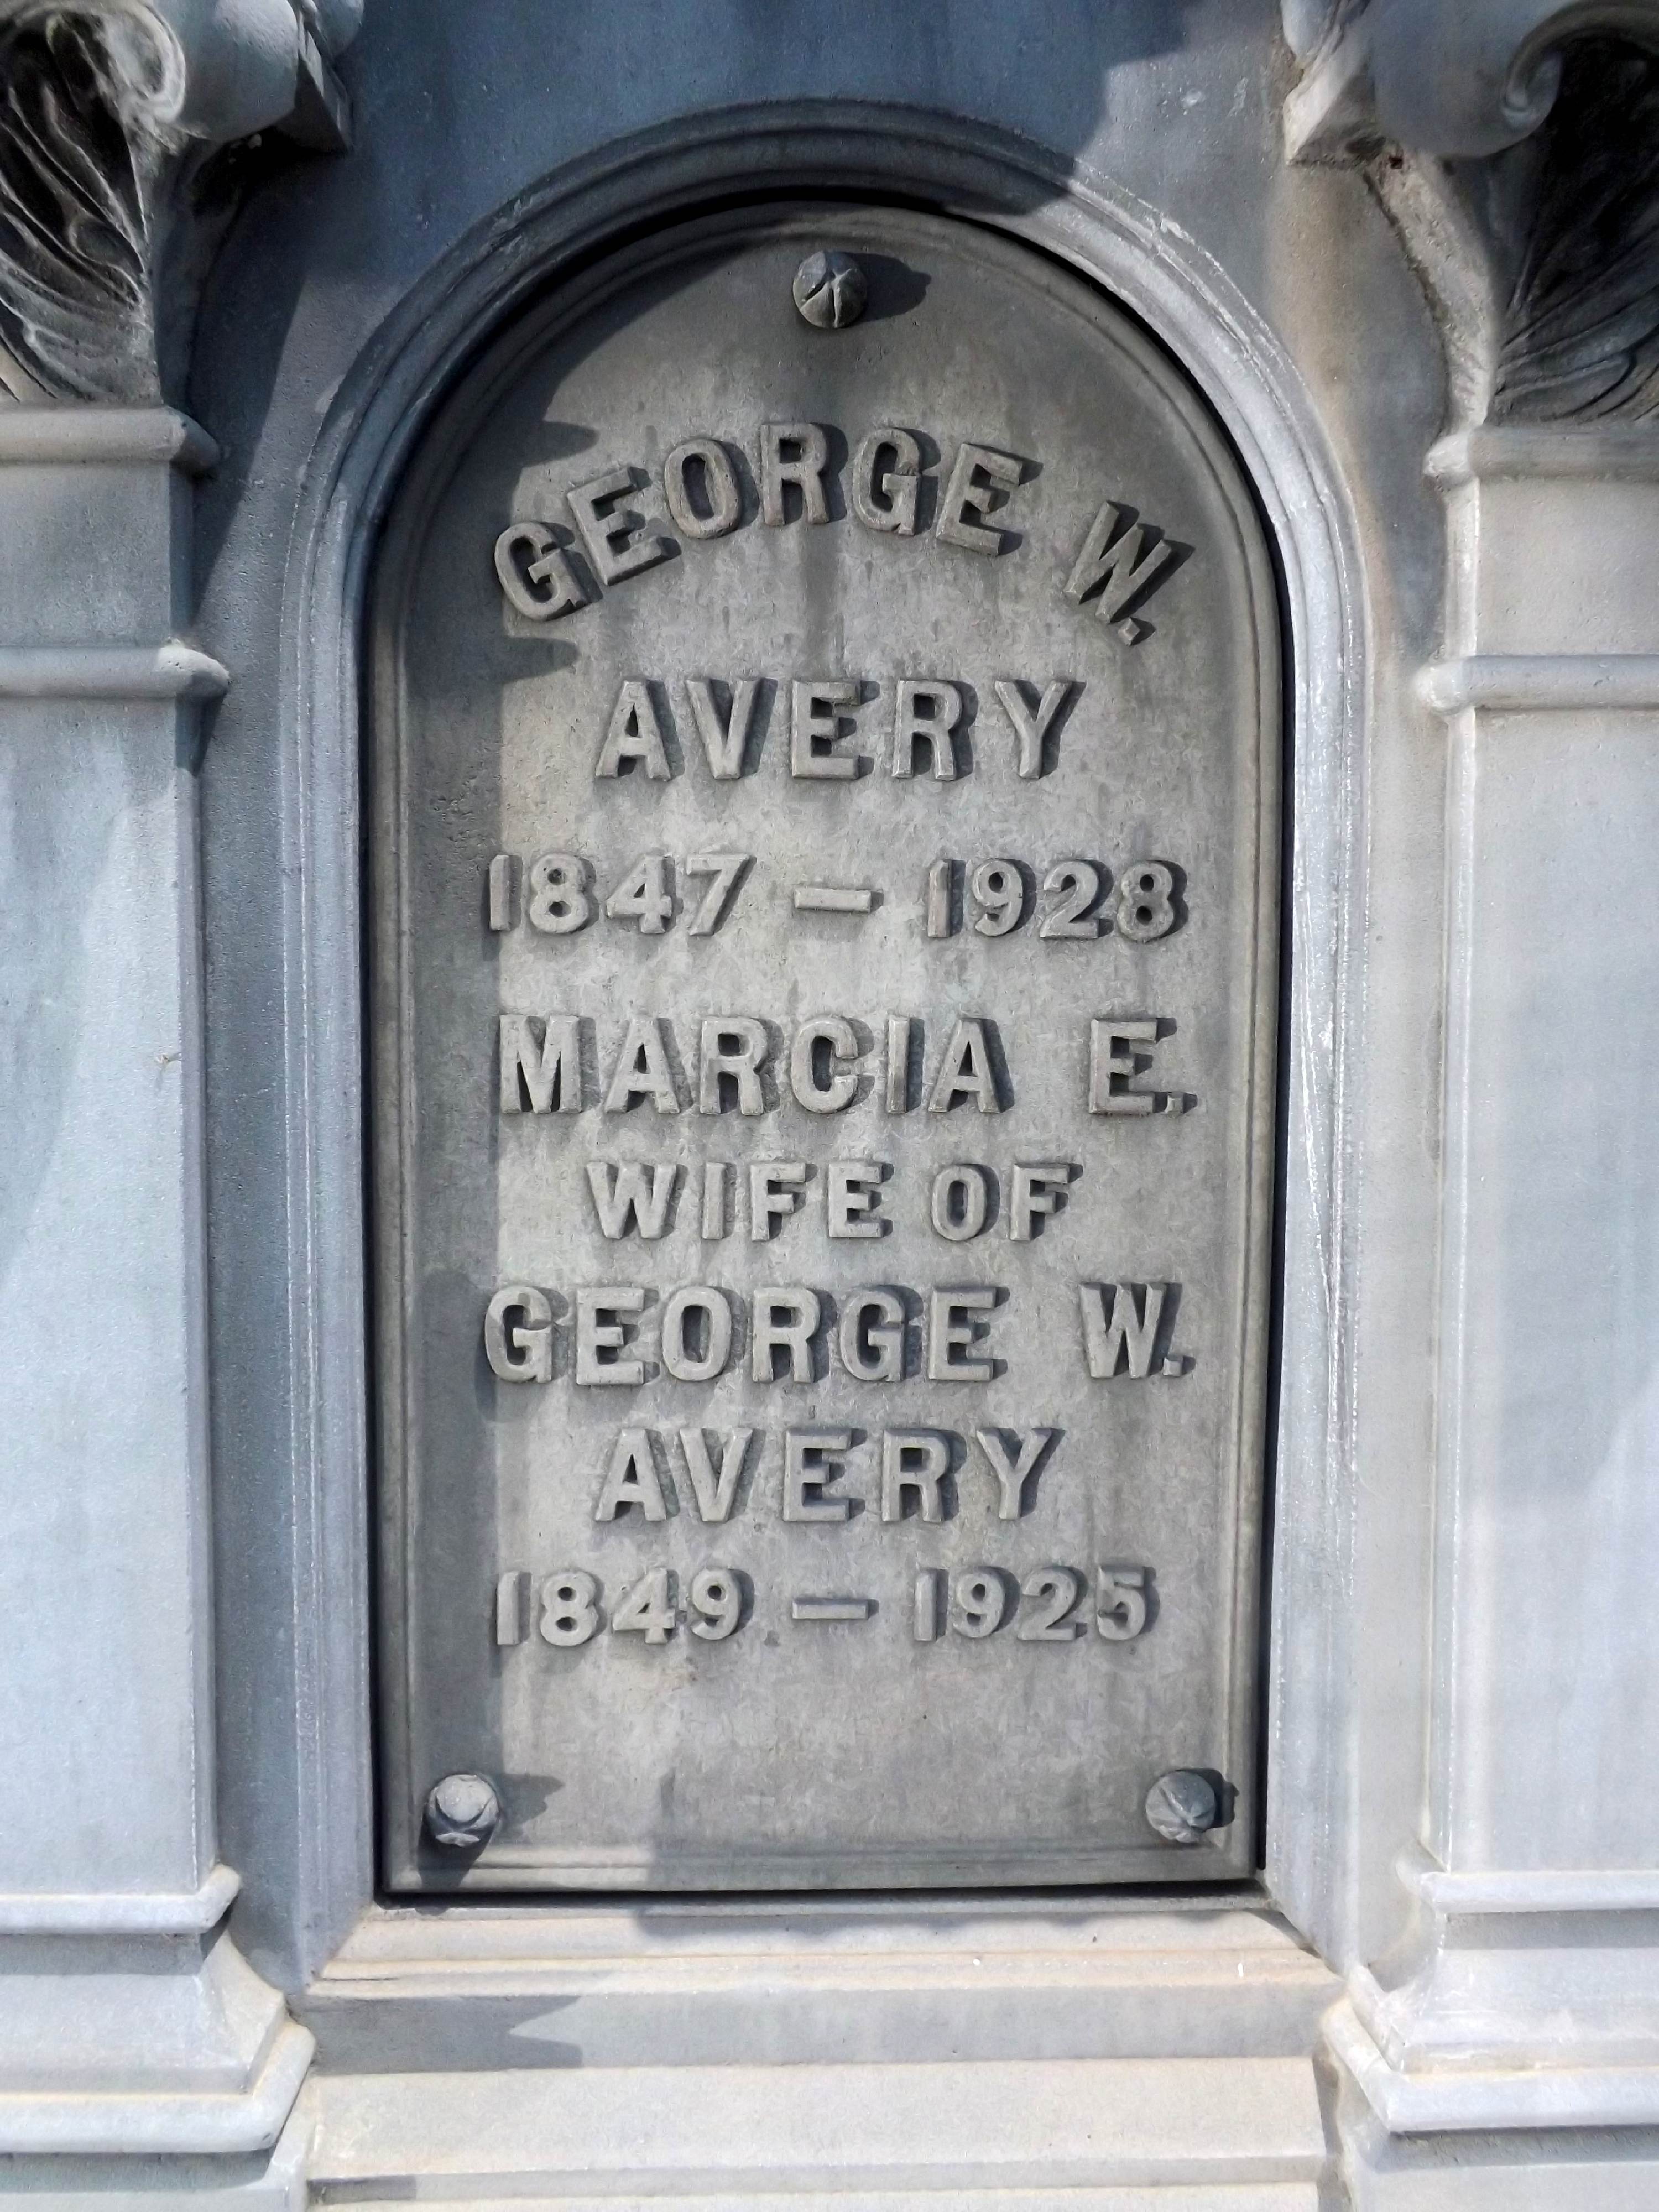 GEORGE W.
AVERY
1847 — 1928
MARCIA E.
WIFE OF
GEORGE W.
AVERY
1849 — 1925